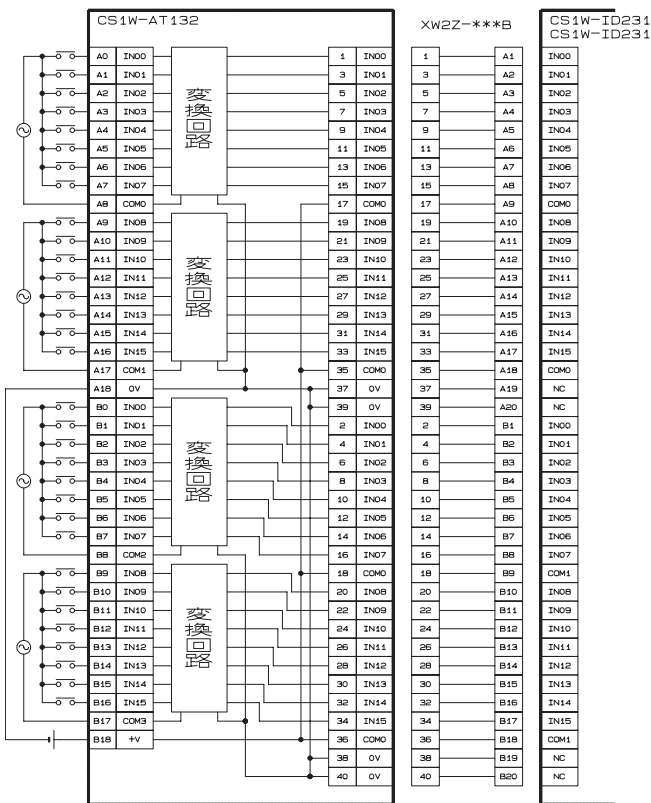 CS1W-AT132 XW2Z-***B CS1W-ID231
CS1W-ID231
A0 IN00 1 IN00 1 A1 IN00
A1 IN01 3 IN01 3 A2 IN01
A2 IN02 5 IN02 5 A3 IN02
A3 IN03 7 IN03 7 A4 IN03
A4 IN04 9 IN04 9 A5 IN04
A5 IN05 11 IN05 11 A6 IN05
A6 IN06 13 IN06 13 A7 IN06
A7 IN07 15 IN07 15 A8 IN07
変換回路
A8 COM0 17 COM0 17 A9 COM0
A9 IN08 19 IN08 19 A10 IN08
A10 IN09 21 IN09 21 A11 IN09
A11 IN10 23 IN10 23 A12 IN10
A12 IN11 25 IN11 25 A13 IN11
A13 IN12 27 IN12 27 A14 IN12
A14 IN13 29 IN13 29 A15 IN13
A15 IN14 31 IN14 31 A16 IN14
A16 IN15 33 IN15 33 A17 IN15
変換回路
A17 COM1 35 COM0 35 A18 COM0
A18 0V 37 0V 37 A19 NC
39 0V 39 A20 NC
B0 IN00 2 IN00 2 B1 IN00
B1 IN01 4 IN01 4 B2 IN01
B2 IN02 6 IN02 6 B3 IN02
B3 IN03 8 IN03 8 B4 IN03
B4 IN04 10 IN04 10 B5 IN04
B5 IN05 12 IN05 12 B6 IN05
B6 IN06 14 IN06 14 B7 IN06
B7 IN07 16 IN07 16 B8 IN07
変換回路
B8 COM2 18 COM0 18 B9 COM1
B9 IN08 20 IN08 20 B10 IN08
B10 IN09 22 IN09 22 B11 IN09
B11 IN10 24 IN10 24 B12 IN10
B12 IN11 26 IN11 26 B13 IN11
B13 IN12 28 IN12 28 B14 IN12
B14 IN13 30 IN13 30 B15 IN13
B15 IN14 32 IN14 32 B16 IN14
B16 IN15 34 IN15 34 B17 IN15
変換回路
B17 COM3 36 COM0 36 B18 COM1
B18 +V 38 0V 38 B19 NC
40 0V 40 B20 NC